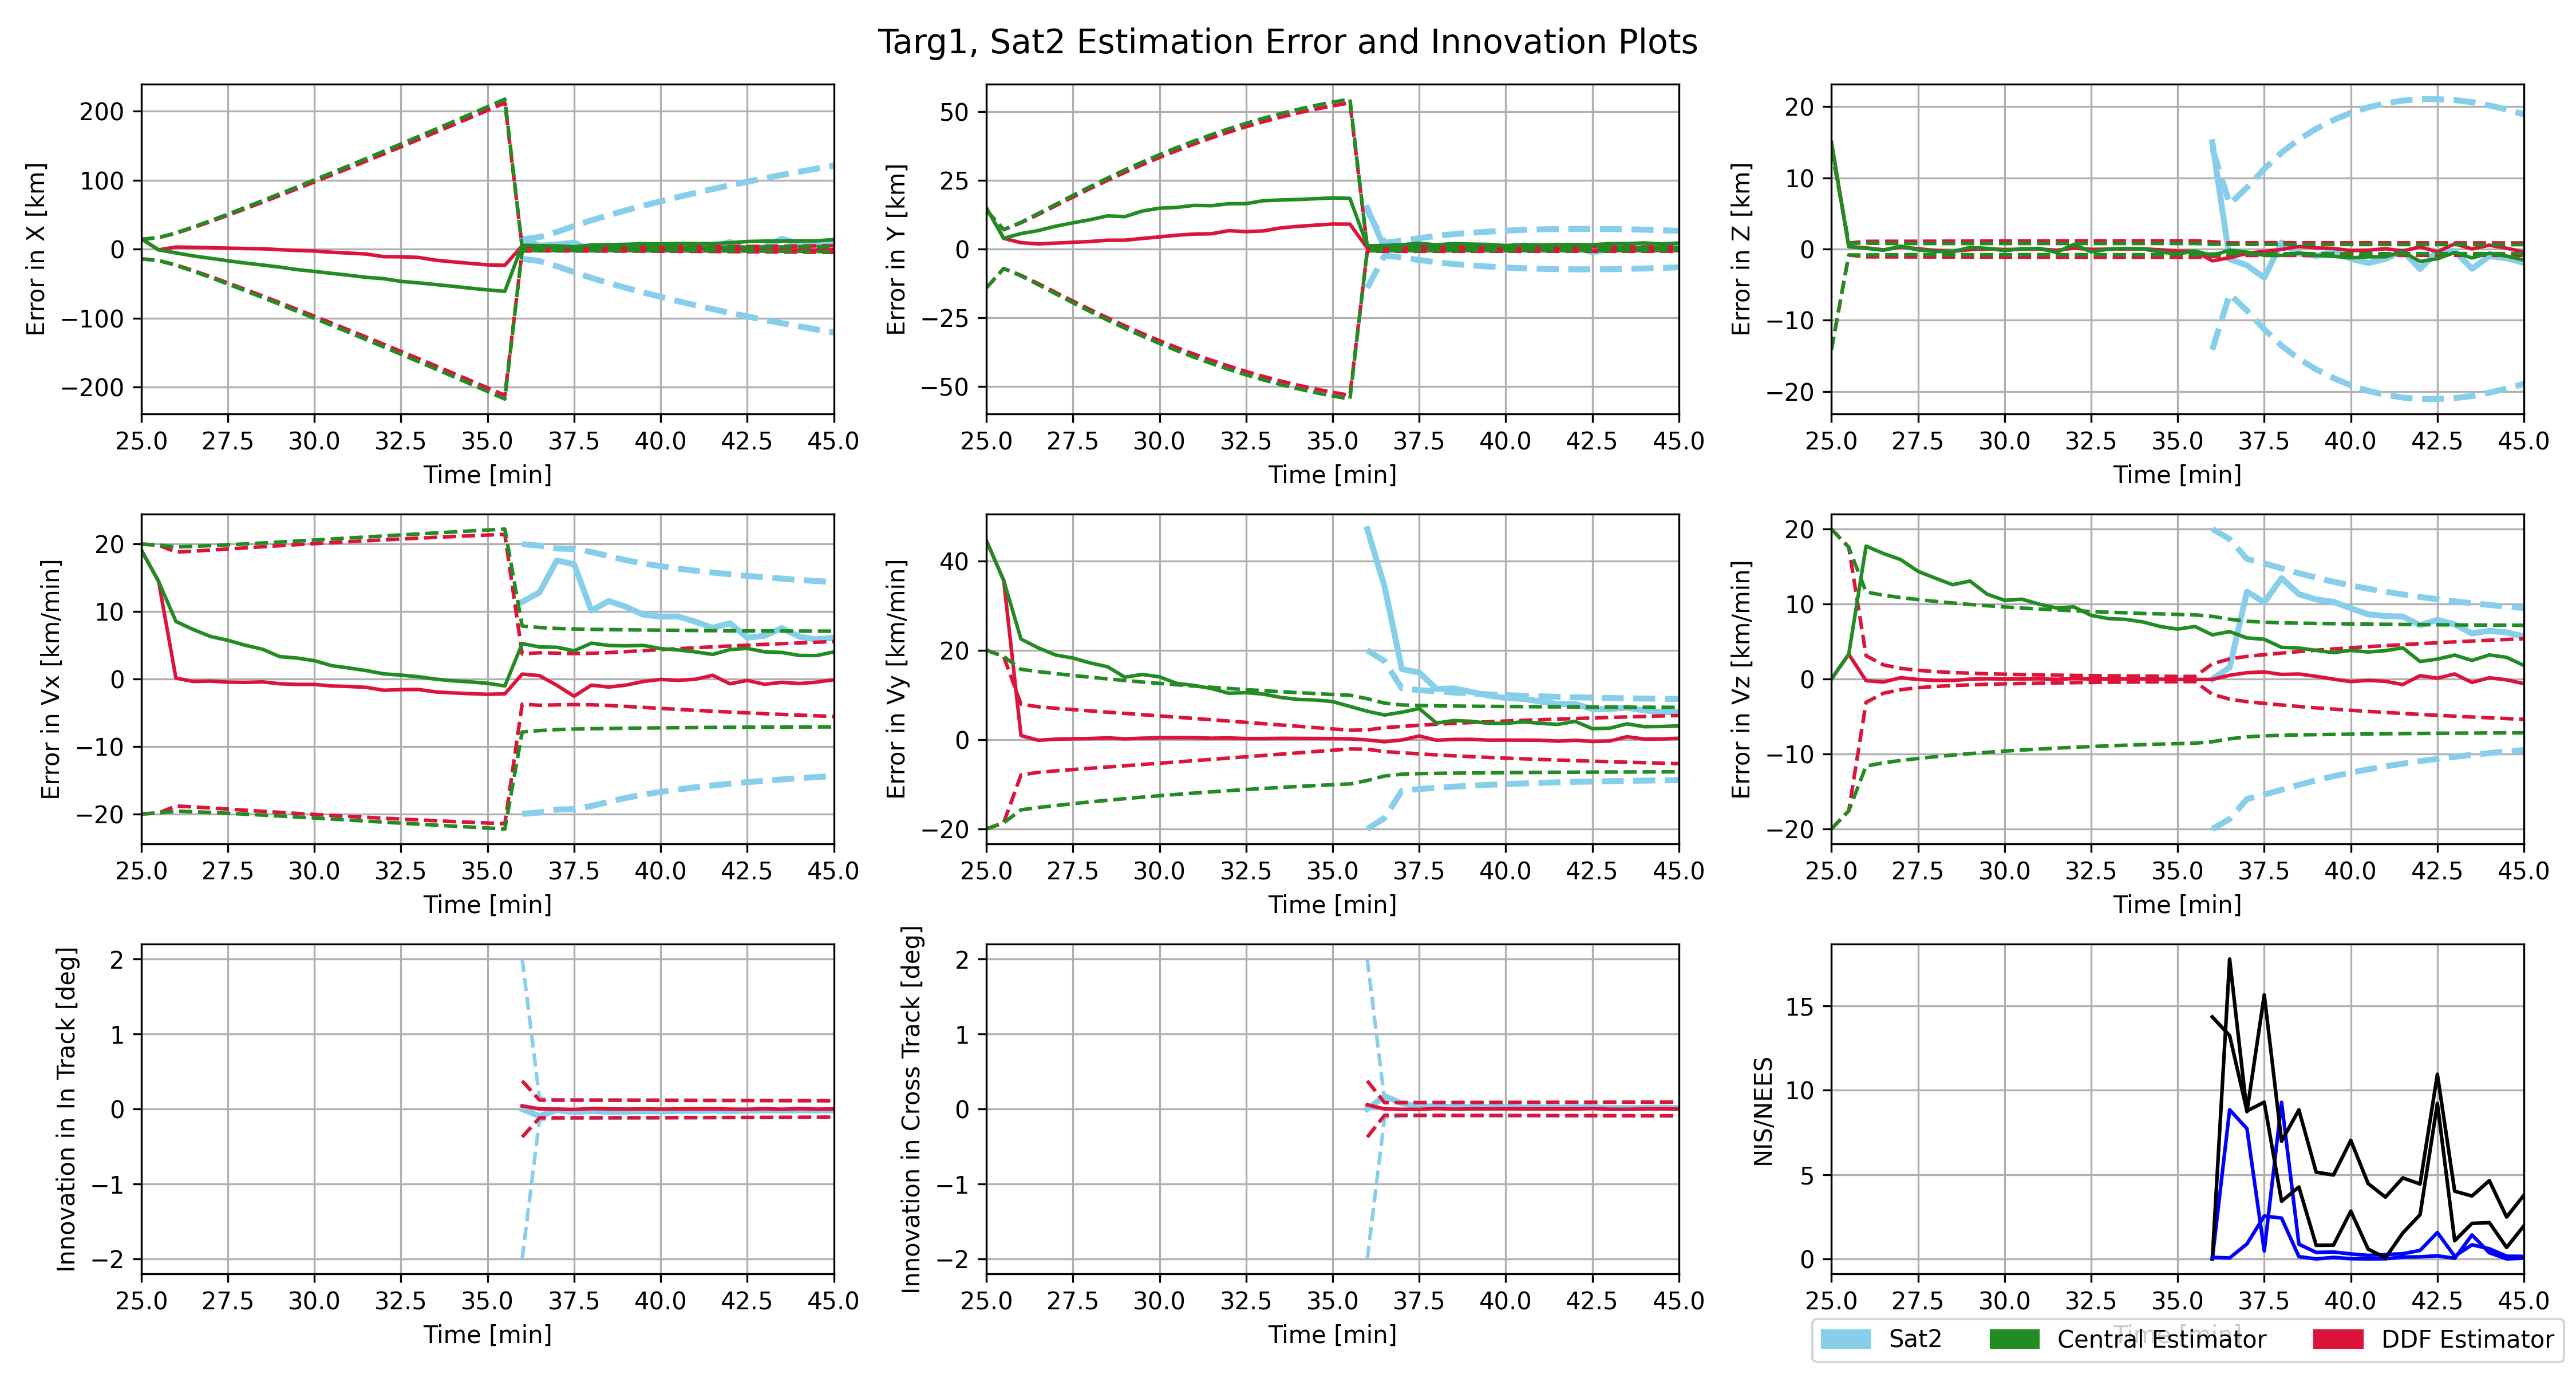 Targ1, Sat2 Estimation Error and Innovation Plots
Error in X [km]
200
100
0
−100
−200
25.0 27.5 30.0 32.5 35.0 37.5 40.0 42.5 45.0
Time [min]
Error in Y [km]
50
25
0
−25
−50
25.0 27.5 30.0 32.5 35.0 37.5 40.0 42.5 45.0
Time [min]
Error in Z [km]
20
10
0
−10
−20
25.0 27.5 30.0 32.5 35.0 37.5 40.0 42.5 45.0
Time [min]
Error in Vx [km/min]
20
10
0
−10
−20
25.0 27.5 30.0 32.5 35.0 37.5 40.0 42.5 45.0
Time [min]
Error in Vy [km/min]
40
20
0
−20
25.0 27.5 30.0 32.5 35.0 37.5 40.0 42.5 45.0
Time [min]
Error in Vz [km/min]
20
10
0
−10
−20
25.0 27.5 30.0 32.5 35.0 37.5 40.0 42.5 45.0
Time [min]
Innovation in In Track [deg]
2
1
0
−1
−2
25.0 27.5 30.0 32.5 35.0 37.5 40.0 42.5 45.0
Time [min]
Innovation in Cross Track [deg]
2
1
0
−1
−2
25.0 27.5 30.0 32.5 35.0 37.5 40.0 42.5 45.0
Time [min]
NIS/NEES
15
10
5
0
25.0 27.5 30.0 32.5 35.0 37.5 40.0 42.5 45.0
Time [min]
Sat2 Central Estimator DDF Estimator